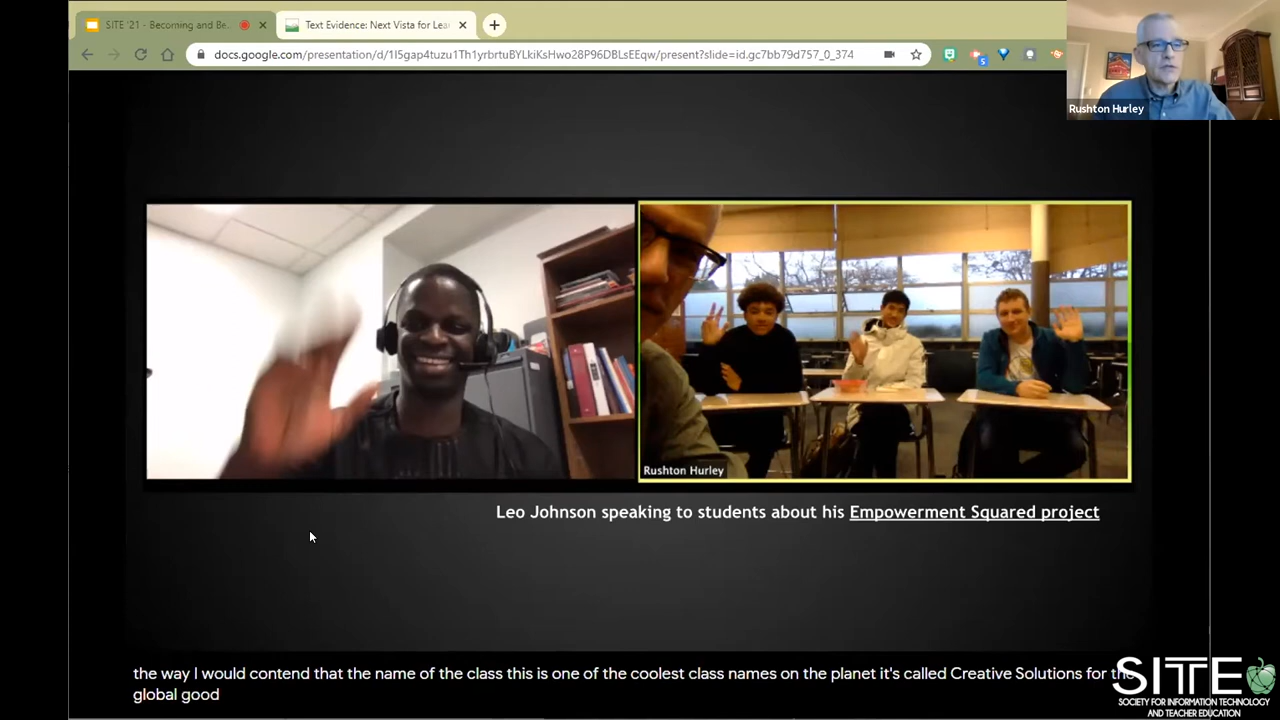 SITE '21 - Becoming and Be
Text Evidence: Next Vista for Lea
docs.google.com/presentation/d/1I5gap4tuzu1Th1yrbrtuBYLkiKsHwo28P96DBLsEEqw/present?slide=id.gc7bb79d757_0_374
5
Rushton Hurley
Rushton Hurley
Leo Johnson speaking to students about his Empowerment Squared project
the way I would contend that the name of the class this is one of the coolest class names on the planet it's called Creative Solutions for the
global good
SITE
SOCIETY FOR INFORMATION TECHNOLOGY
AND TEACHER EDUCATION